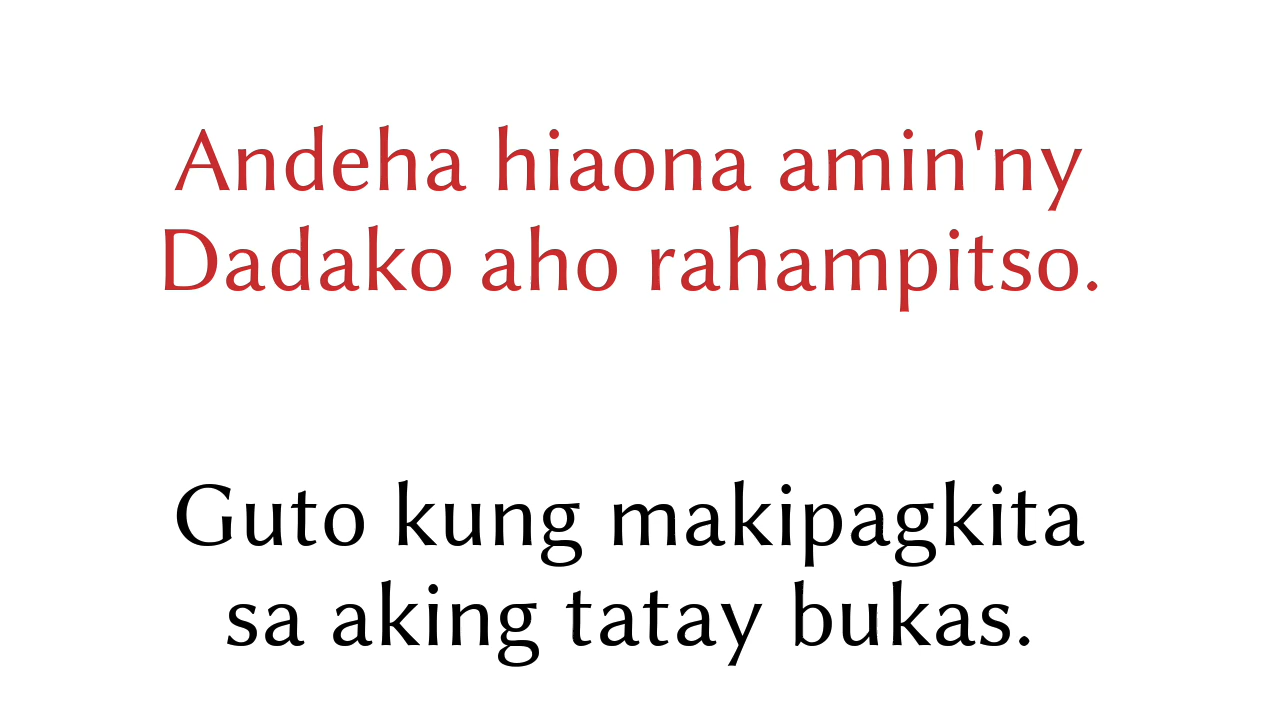 Andeha hiaona amin'ny
Dadako aho rahampitso.
Guto kung makipagkita
sa aking tatay bukas.